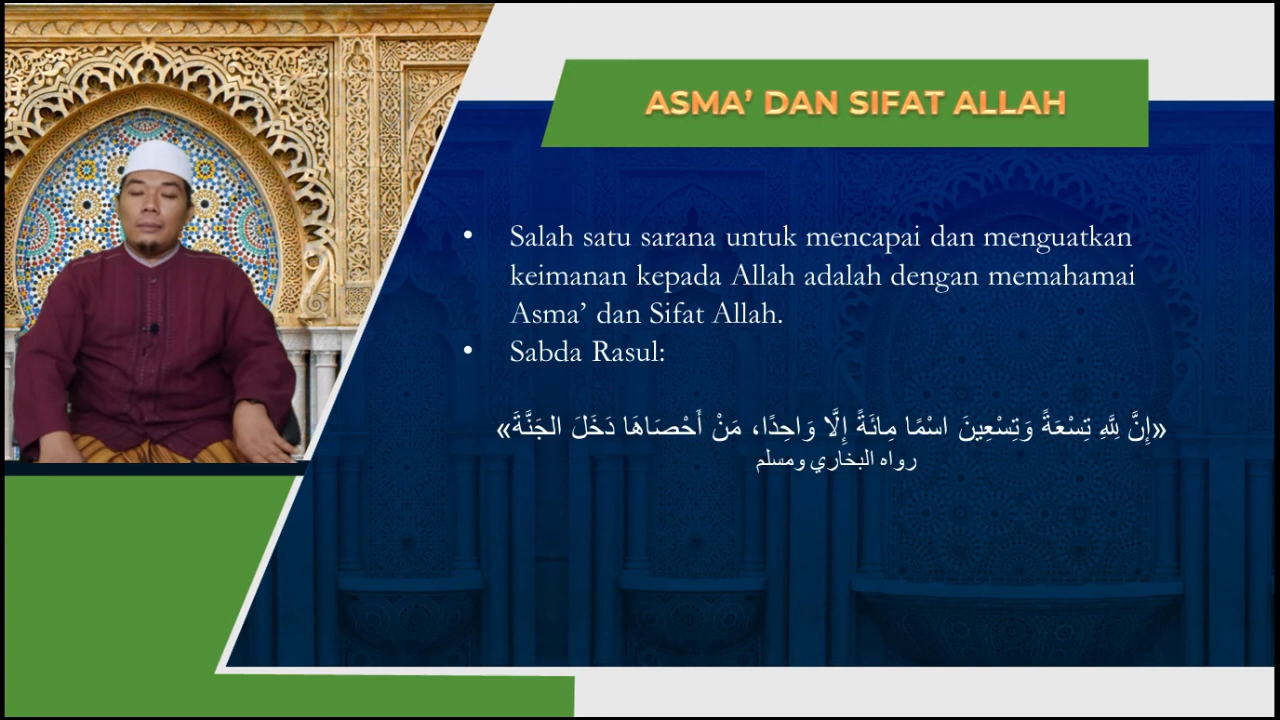 ASMA’ DAN SIFAT ALLAH
• Salah satu sarana untuk mencapai dan menguatkan
keimanan kepada Allah adalah dengan memahamai
Asma’ dan Sifat Allah.
• Sabda Rasul:
«إِنَّ لِلَّهِ تِسْعَةً وَتِسْعِينَ اسْمًا مِائَةً إِلَّا وَاحِدًا، مَنْ أَحْصَاهَا دَخَلَ الجَنَّةَ»
رواه البخاري ومسلم